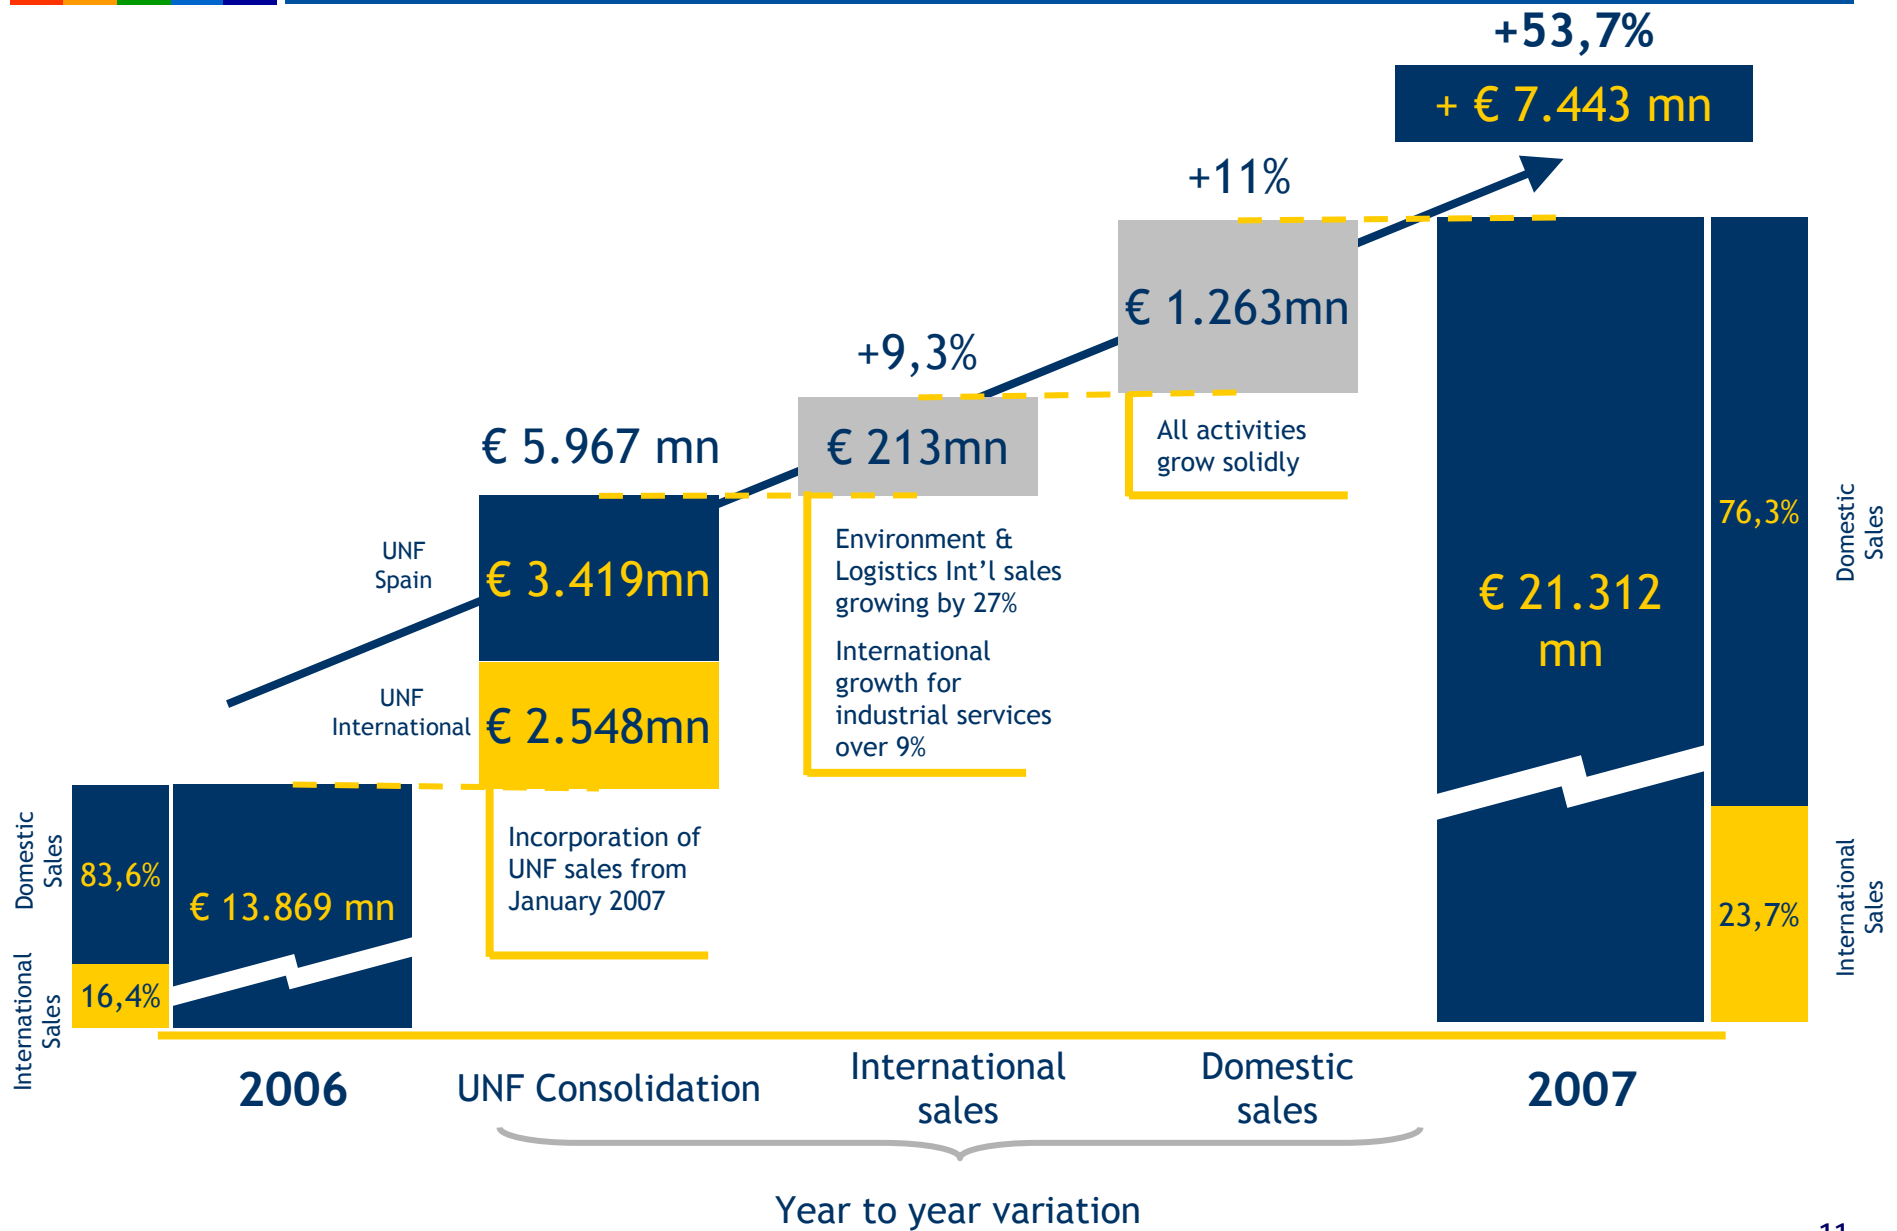 +53,7%
+ € 7.443 mn
+11%
€ 1.263mn
+9,3%
€ 213mn
All activities
grow solidly
€ 5.967 mn
UNF
Spain
€ 3.419mn
UNF
International
€ 2.548mn
Environment &
Logistics Int’l sales
growing by 27%
International
growth for
industrial services
over 9%
Incorporation of
UNF sales from
January 2007
Domestic
Sales
83,6%
International
Sales
16,4%
€ 13.869 mn
€ 21.312
mn
76,3%
Domestic
Sales
23,7%
International
Sales
2006
UNF Consolidation
International
sales
Domestic
sales
2007
Year to year variation
11